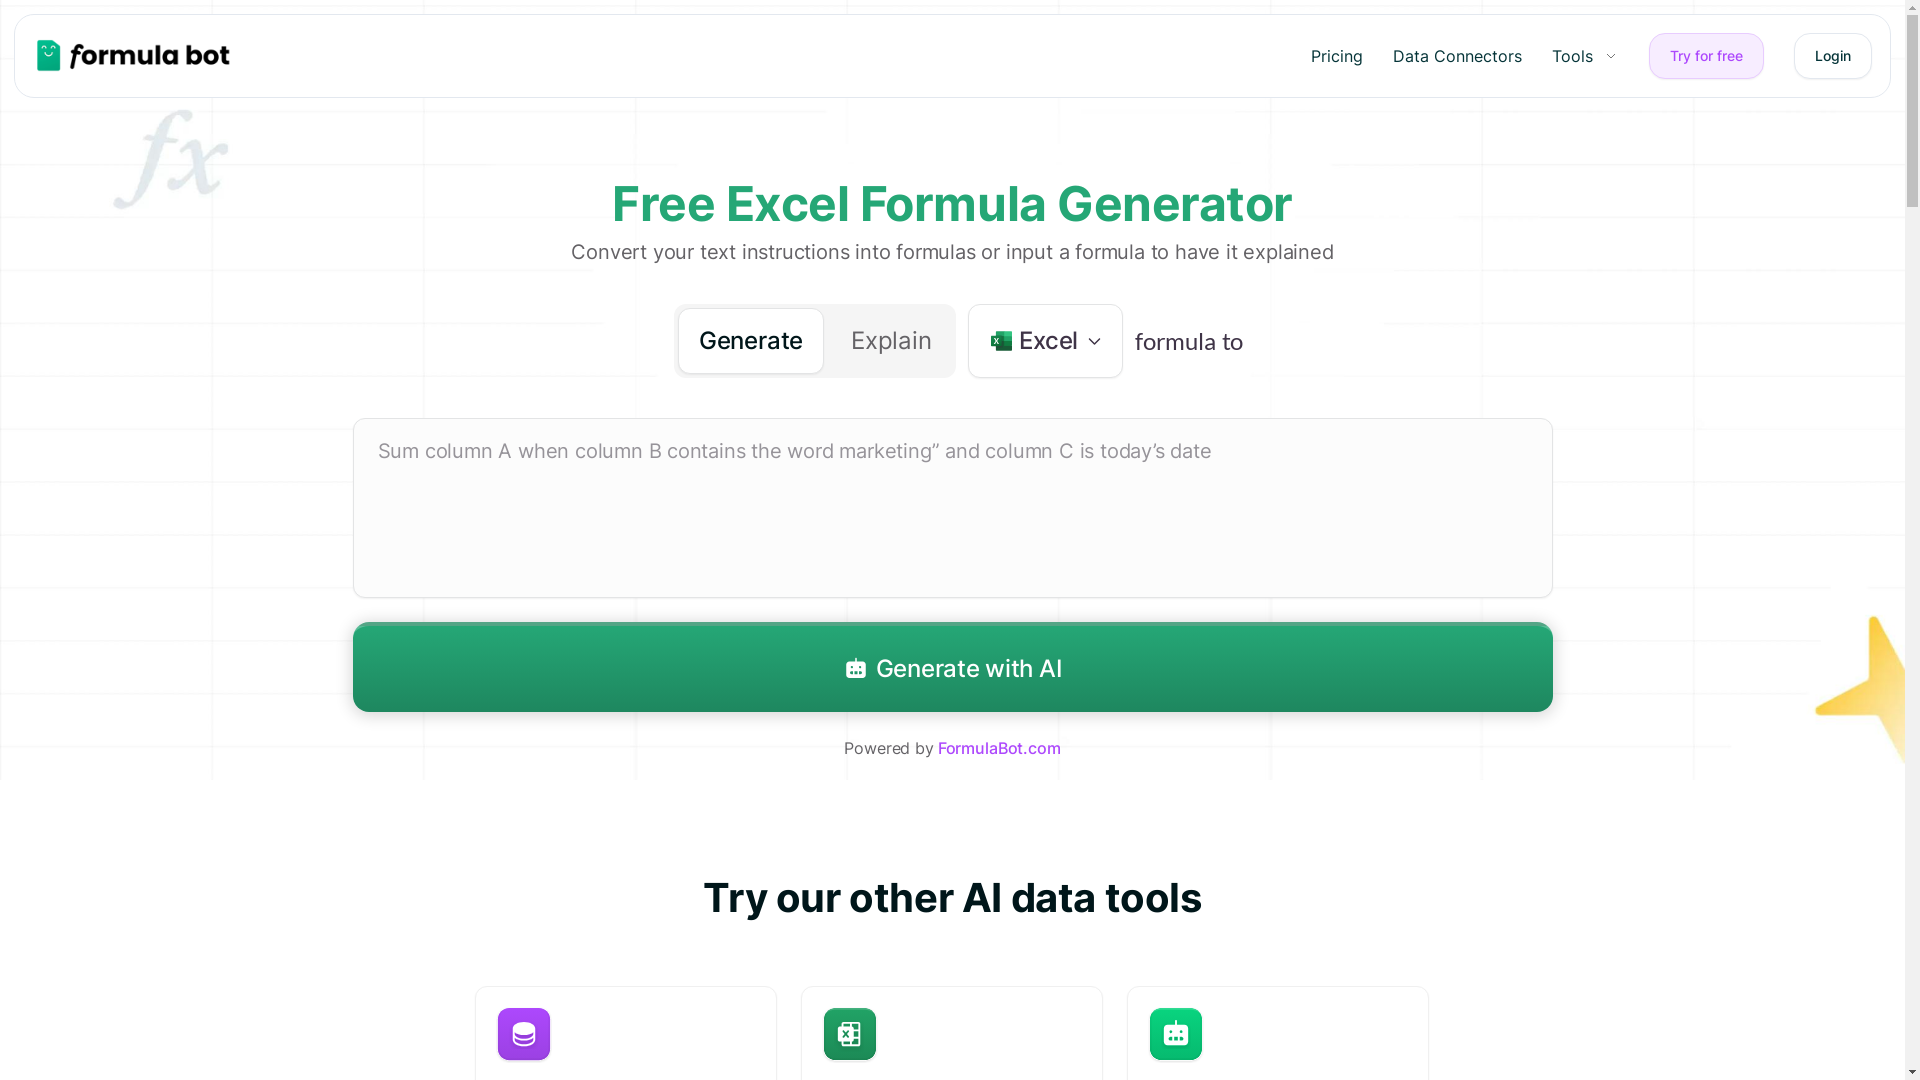 formula bot
Pricing
Data Connectors
Tools
Try for free
Login
fx
Free Excel Formula Generator
Convert your text instructions into formulas or input a formula to have it explained
Generate
Explain
Excel
formula to
Sum column A when column B contains the word marketing” and column C is today’s date
Generate with AI
Powered by FormulaBot.com
Try our other AI data tools